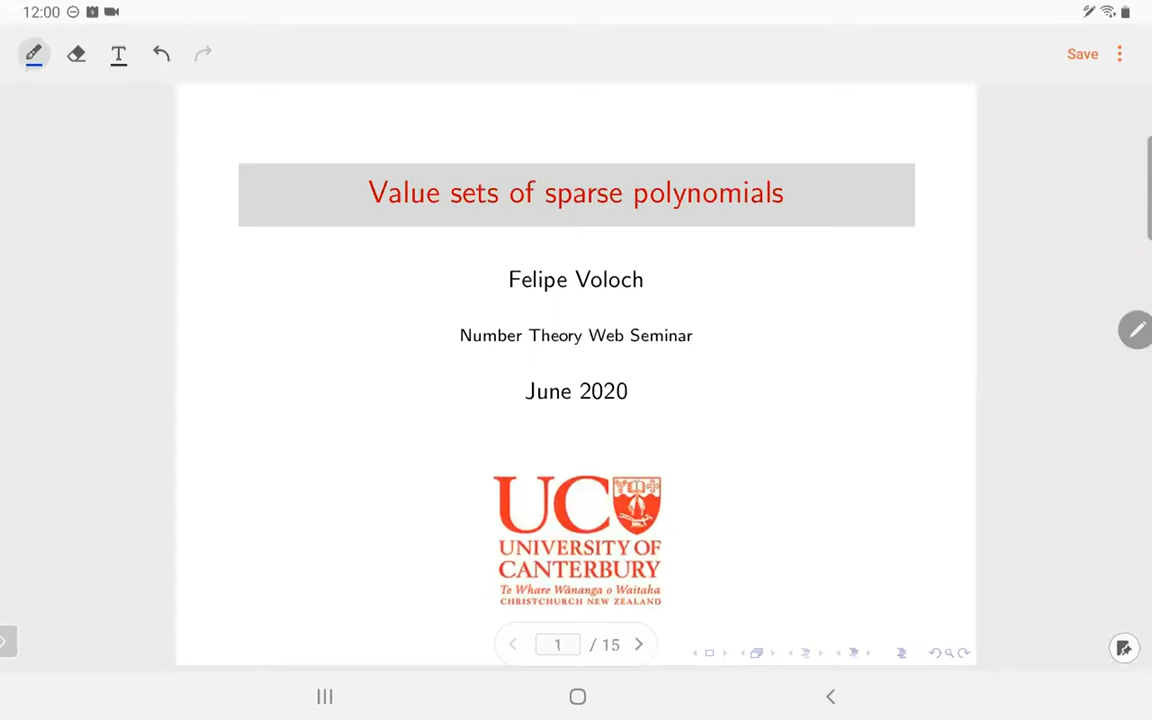 12:00
T
Save
Value sets of sparse polynomials
Felipe Voloch
Number Theory Web Seminar
June 2020
UC
UNIVERSITY OF
CANTERBURY
Te Whare Wānanga o Waitaha
CHRISTCHURCH NEW ZEALAND
1 / 15